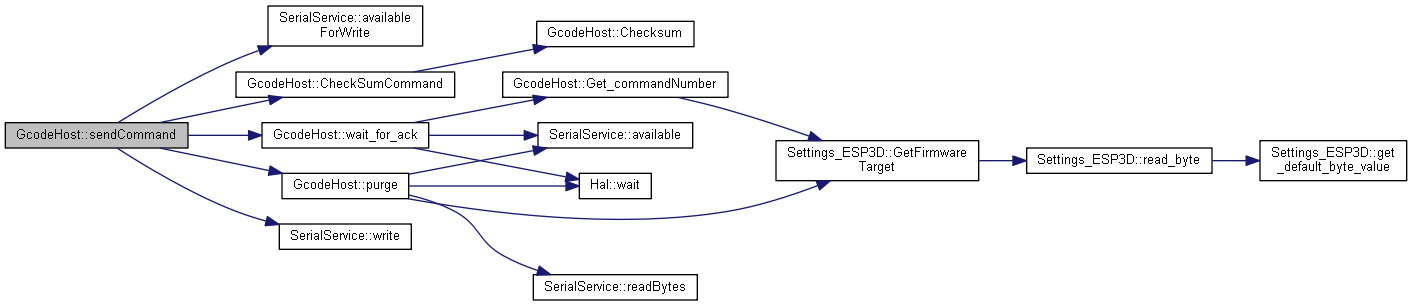 SerialService::available
ForWrite
GcodeHost::Checksum
GcodeHost::CheckSumCommand
GcodeHost::Get_commandNumber
GcodeHost::sendCommand
GcodeHost::wait_for_ack
SerialService::available
Settings_ESP3D::GetFirmware
Target
Settings_ESP3D::read_byte
Settings_ESP3D::get
_default_byte_value
GcodeHost::purge
Hal::wait
SerialService::write
SerialService::readBytes